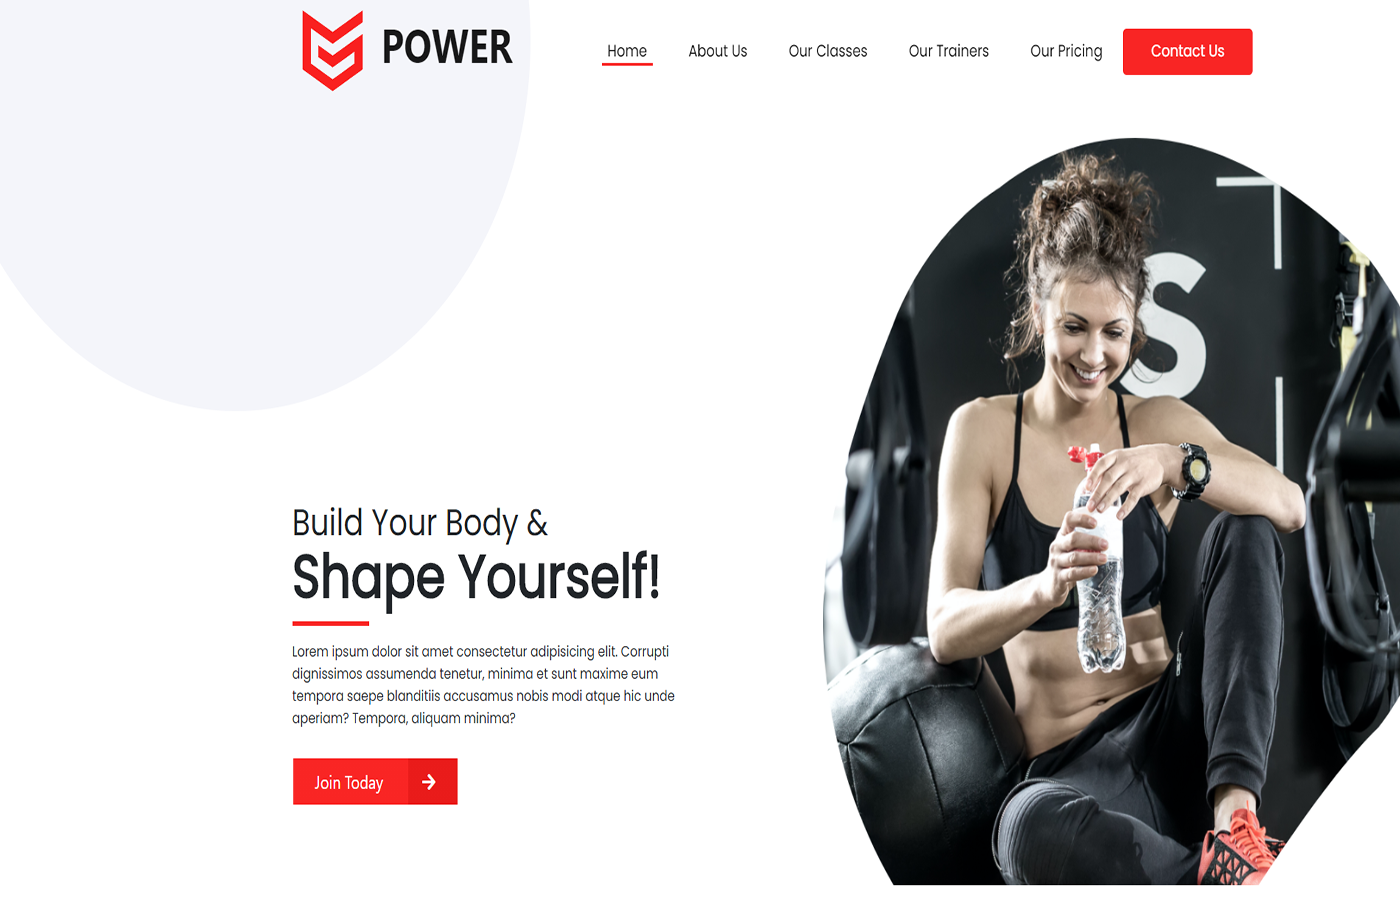 POWER
Home About Us Our Classes Our Trainers Our Pricing Contact Us
S
Build Your Body &
Shape Yourself!
Lorem ipsum dolor sit amet consectetur adipisicing elit. Corrupti
dignissimos assumenda tenetur, minima et sunt maxime eum
tempora saepe blanditiis accusamus nobis modi atque hic unde
aperiam? Tempora, aliquam minima?
Join Today